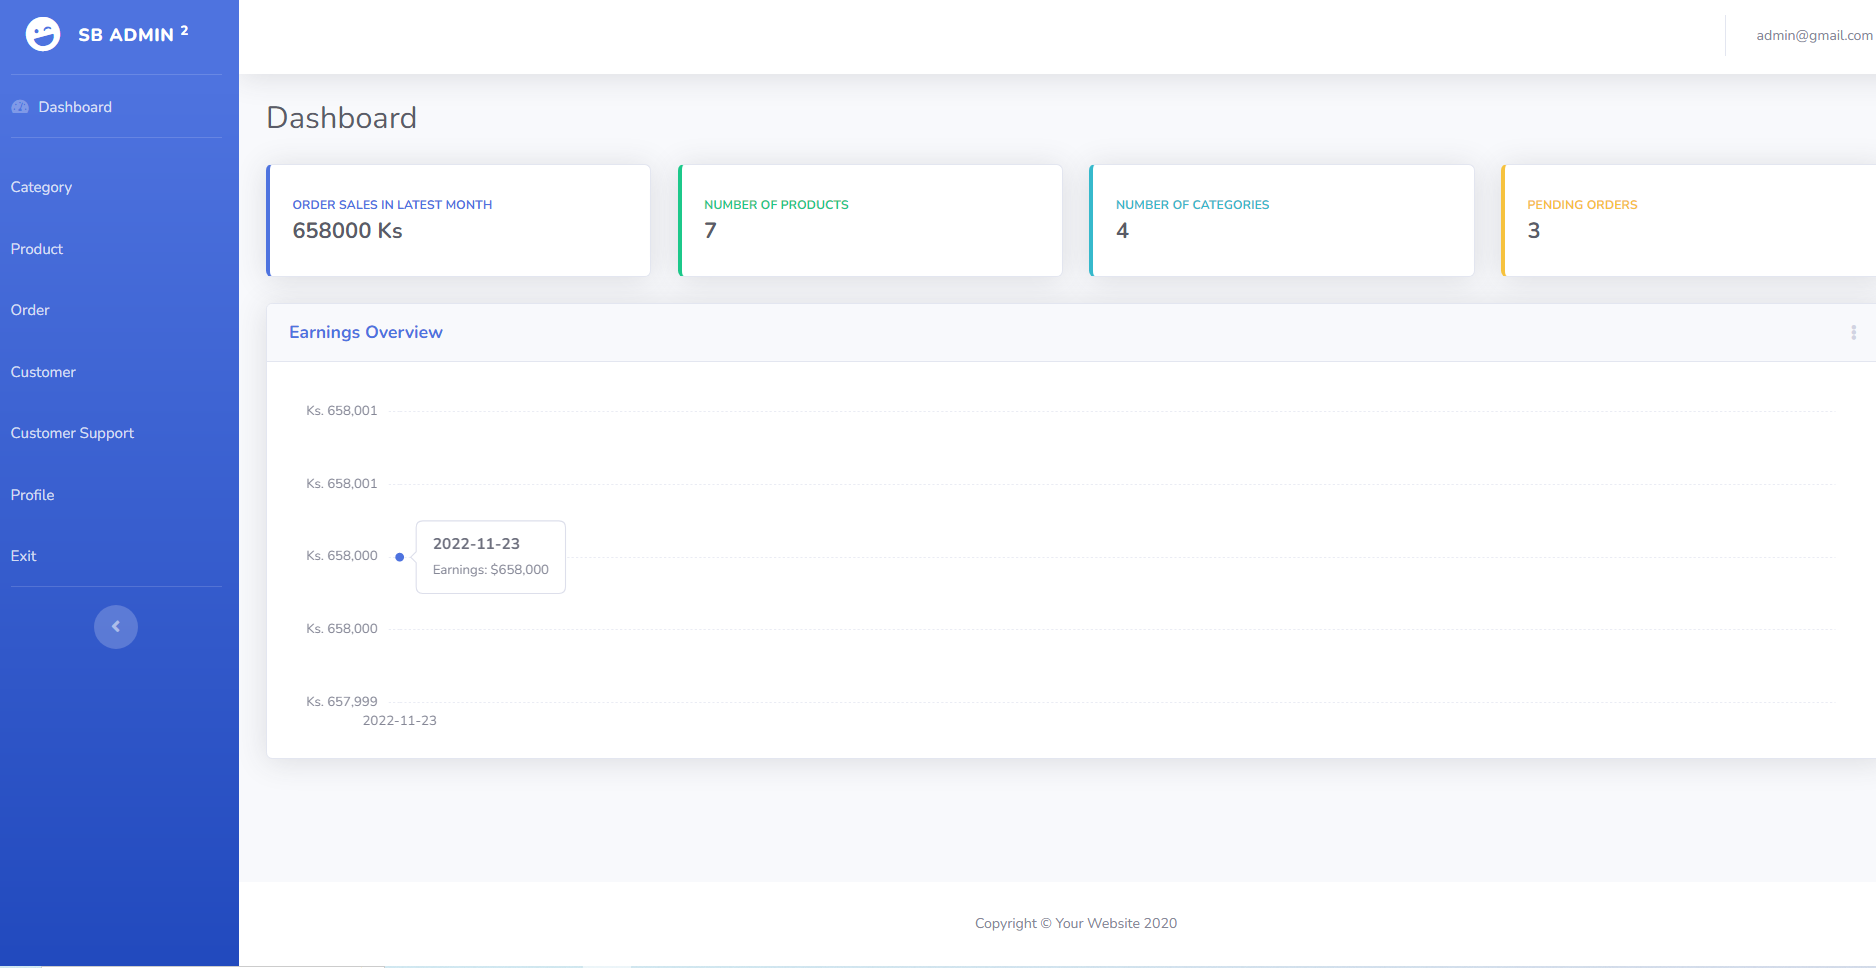 SB ADMIN 2
admin@gmail.com
Dashboard
Category
Product
Order
Customer
Customer Support
Profile
Exit
Dashboard
ORDER SALES IN LATEST MONTH
658000 Ks
NUMBER OF PRODUCTS
7
NUMBER OF CATEGORIES
4
PENDING ORDERS
3
Earnings Overview
Ks. 658,001
Ks. 658,001
Ks. 658,000
2022-11-23
Earnings: $658,000
Ks. 658,000
Ks. 657,999
2022-11-23
Copyright © Your Website 2020